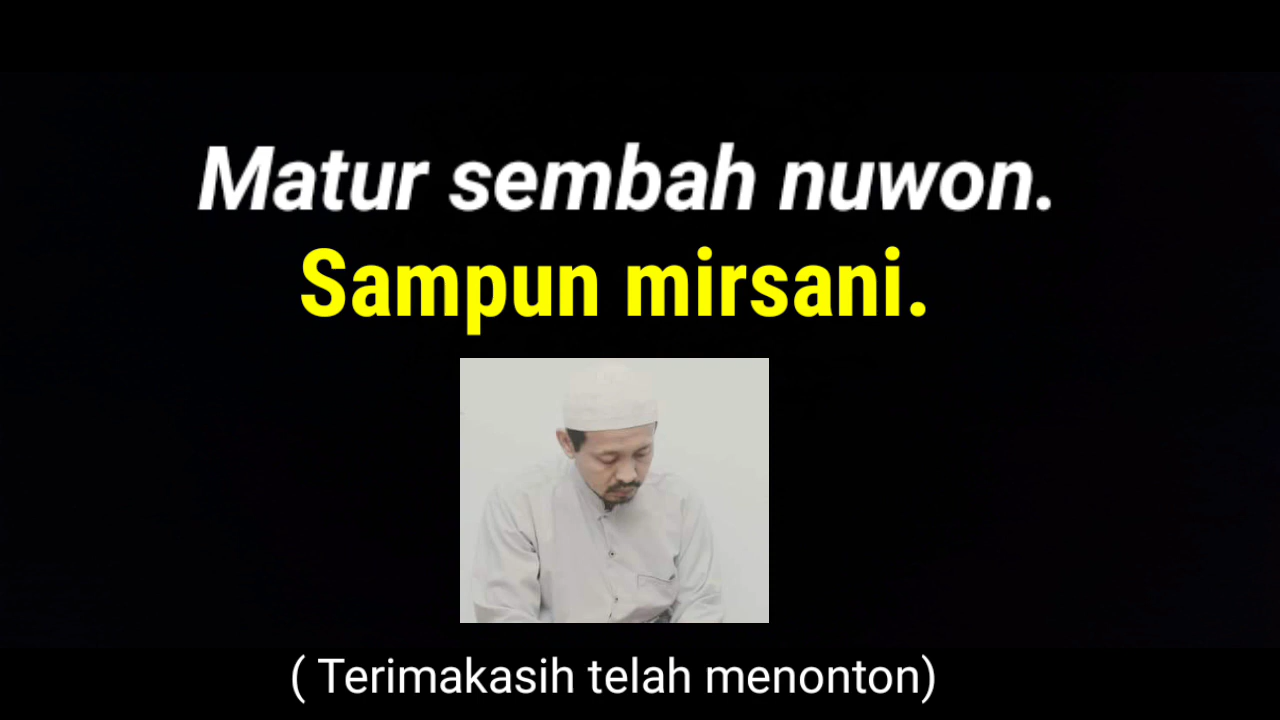 Matur sembah nuwon.
Sampun mirsani.
( Terimakasih telah menonton)